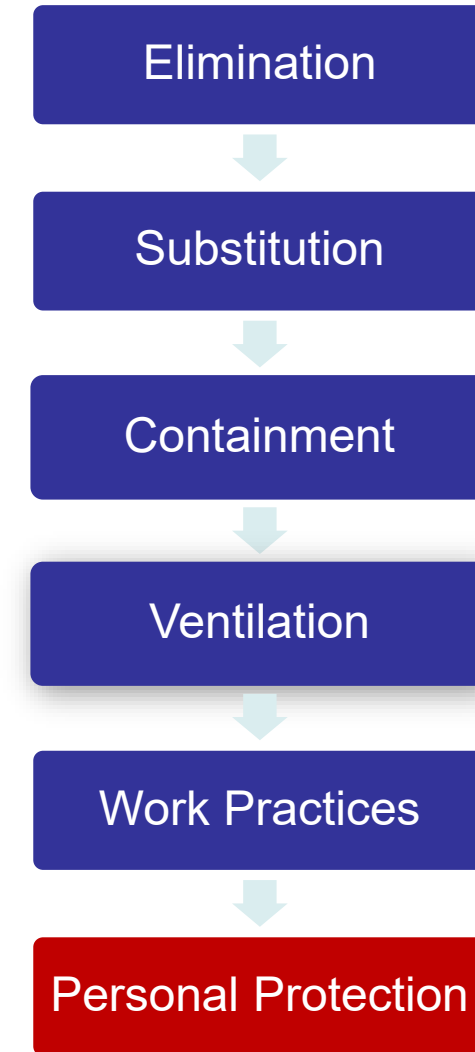 Elimination
Substitution
Containment
Ventilation
Work Practices
Personal Protection